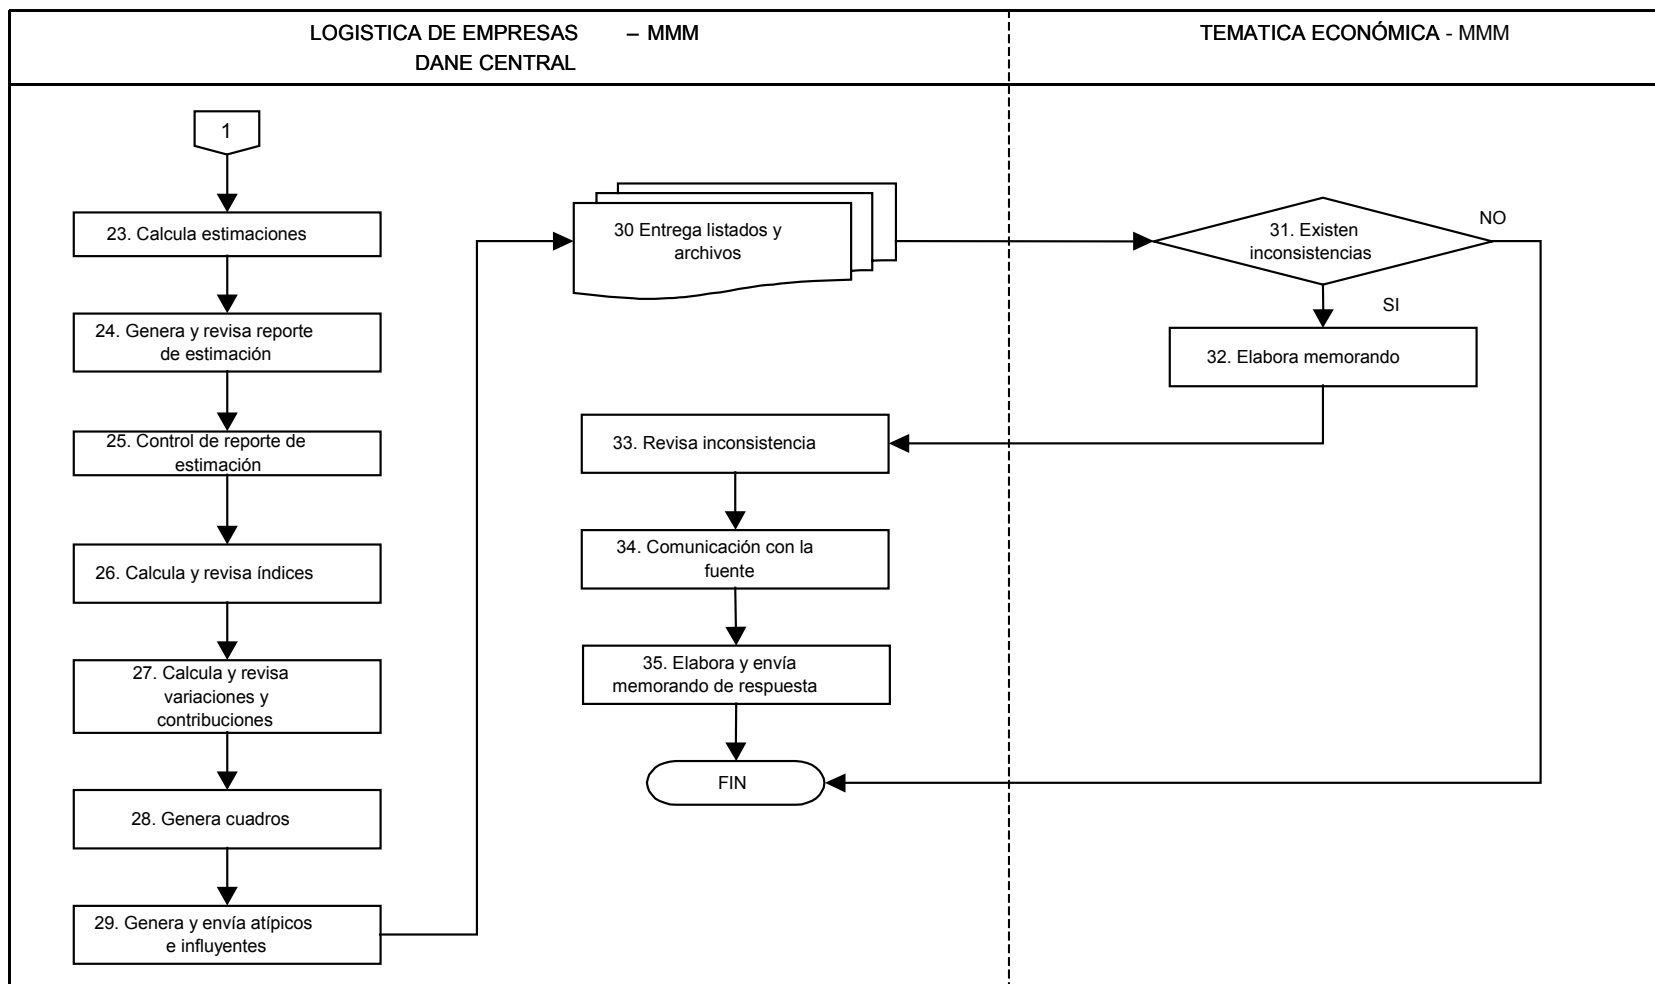 LOGISTICA DE EMPRESAS – MMM
DANE CENTRAL
TEMATICA ECONÓMICA - MMM
1
23. Calcula estimaciones
24. Genera y revisa reporte
de estimación
25. Control de reporte de
estimación
26. Calcula y revisa índices
27. Calcula y revisa
variaciones y
contribuciones
28. Genera cuadros
29. Genera y envía atípicos
e influyentes
30 Entrega listados y
archivos
31. Existen
inconsistencias
NO
SI
32. Elabora memorando
33. Revisa inconsistencia
34. Comunicación con la
fuente
35. Elabora y envía
memorando de respuesta
FIN